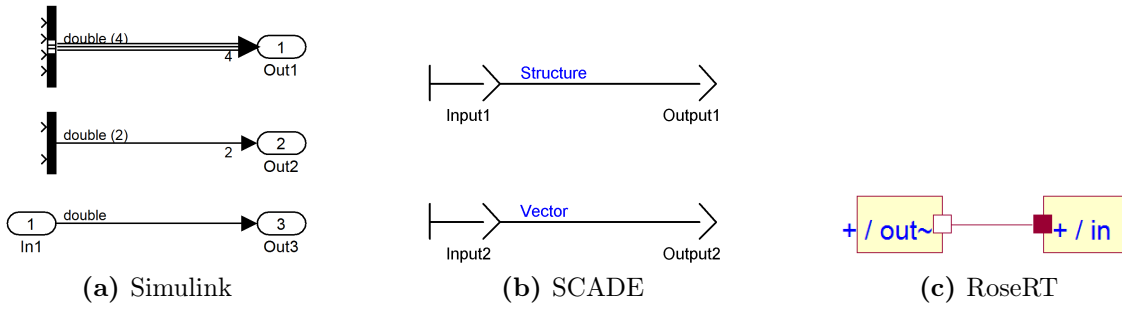 double (4)
4
1
Out1
double (2)
2
2
Out2
1
In1
double
3
Out3
(a) Simulink
Structure
Input1
Output1
Vector
Input2
Output2
(b) SCADE
+ / out~
+ / in
(c) RoseRT